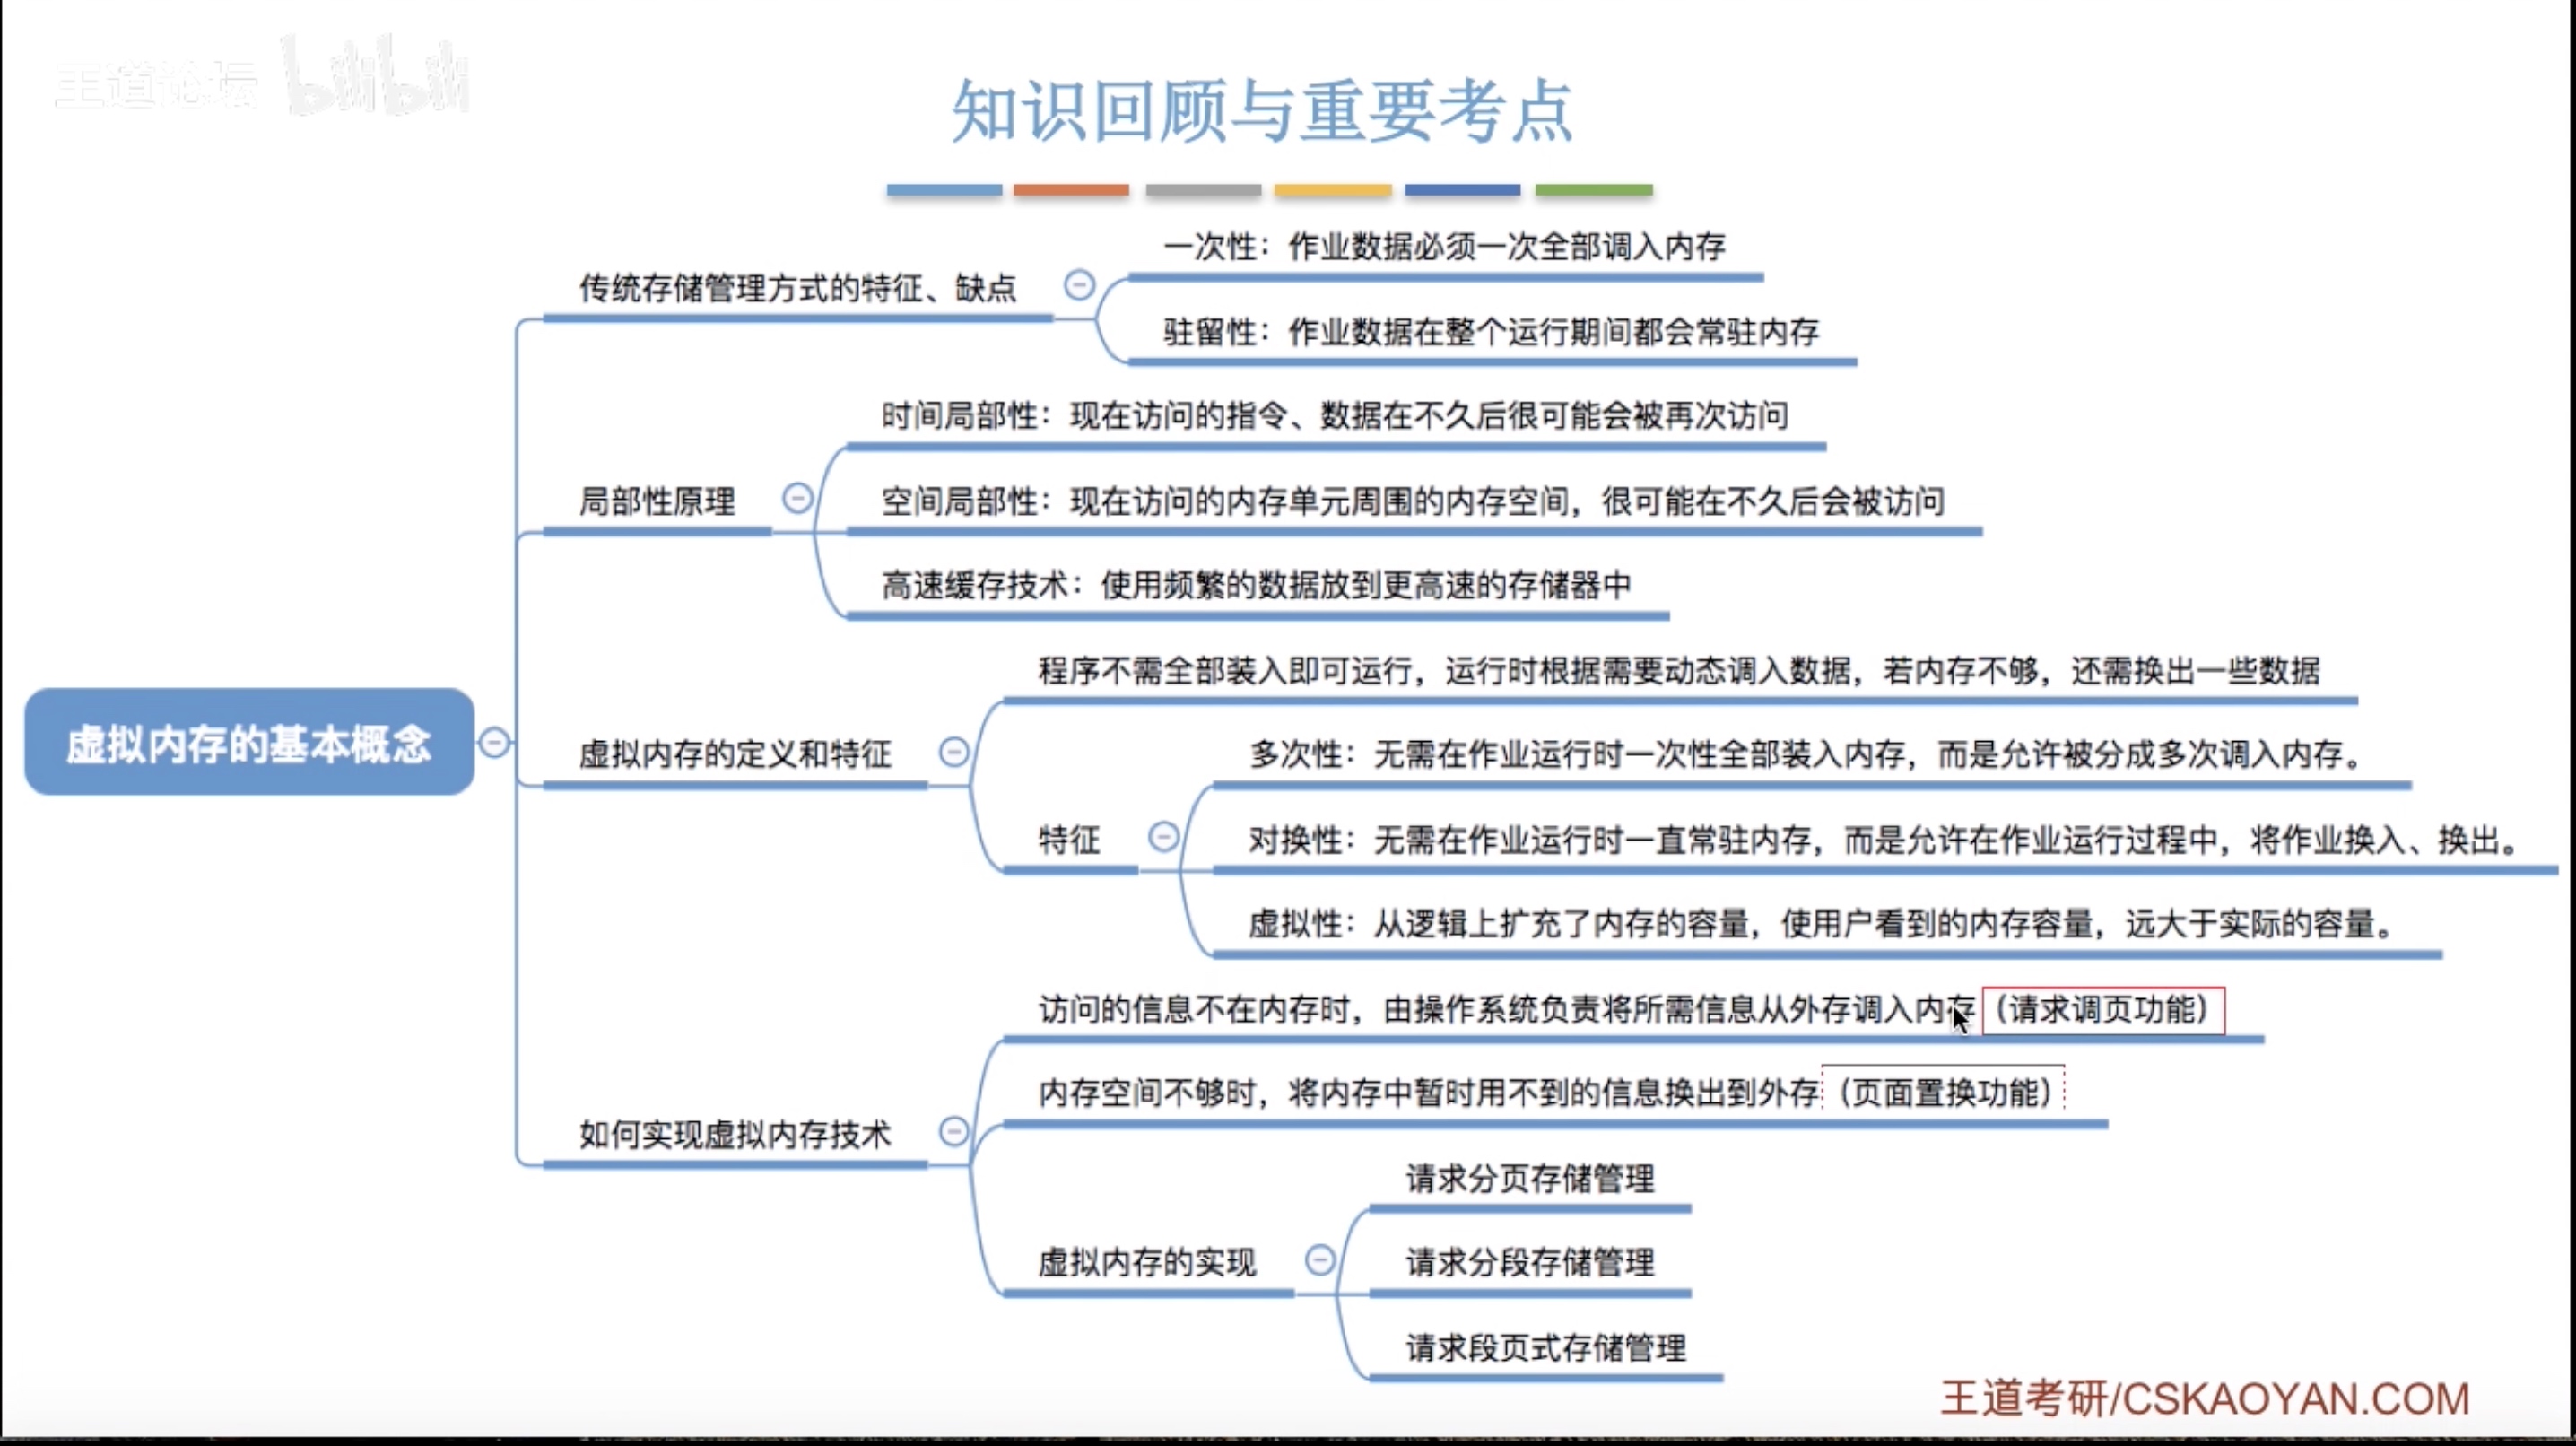 王道论坛 bilibili
知识回顾与重要考点
传统存储管理方式的特征、缺点
一次性：作业数据必须一次全部调入内存
驻留性：作业数据在整个运行期间都会常驻内存
局部性原理
时间局部性：现在访问的指令、数据在不久后很可能会被再次访问
空间局部性：现在访问的内存单元周围的内存空间，很可能在不久后会被访问
高速缓存技术：使用频繁的数据放到更高速的存储器中
虚拟内存的基本概念
虚拟内存的定义和特征
程序不需全部装入即可运行，运行时根据需要动态调入数据，若内存不够，还需换出一些数据
特征
多次性：无需在作业运行时一次性全部装入内存，而是允许被分成多次调入内存。
对换性：无需在作业运行时一直常驻内存，而是允许在作业运行过程中，将作业换入、换出。
虚拟性：从逻辑上扩充了内存的容量，使用户看到的内存容量，远大于实际的容量。
如何实现虚拟内存技术
访问的信息不在内存时，由操作系统负责将所需信息从外存调入内存（请求调页功能）
内存空间不够时，将内存中暂时用不到的信息换出到外存（页面置换功能）
虚拟内存的实现
请求分页存储管理
请求分段存储管理
请求段页式存储管理
王道考研/CSKAOYAN.COM